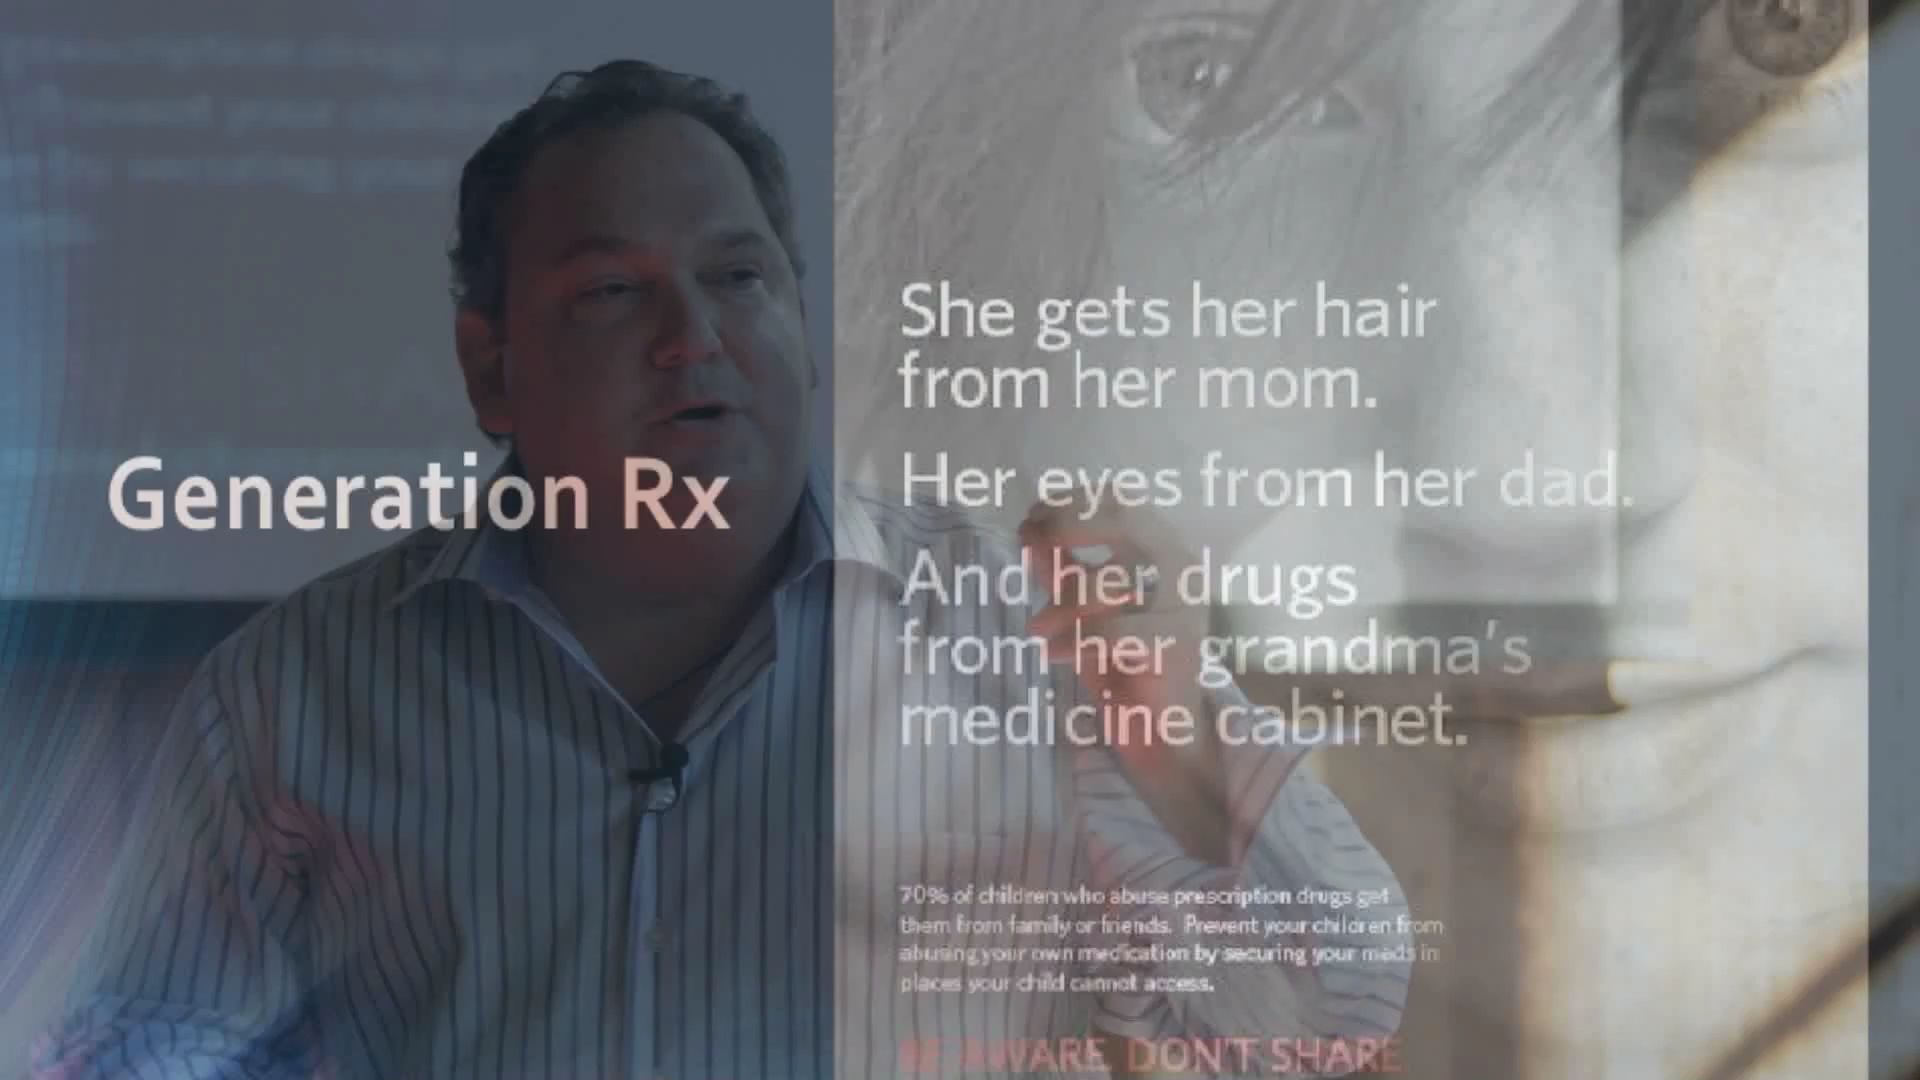 Generation Rx
She gets her hair
from her mom.
Her eyes from her dad.
And her drugs
from her grandma's
medicine cabinet.
70% of children who abuse prescription drugs get
them from family or friends. Prevent your children from
abusing your own medication by securing your meds in
places your child cannot access.
BE AWARE. DON'T SHARE